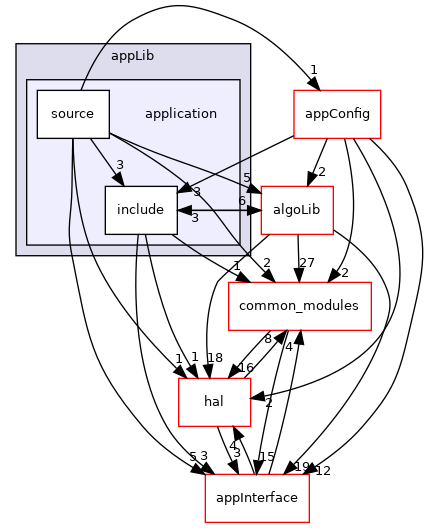 appLib
1
source
application
appConfig
3
5
2
3
6
include
algoLib
3
1
2
27
2
common_modules
8
4
1
1
18
16
hal
2
4
3
5
3
15
19
12
appInterface